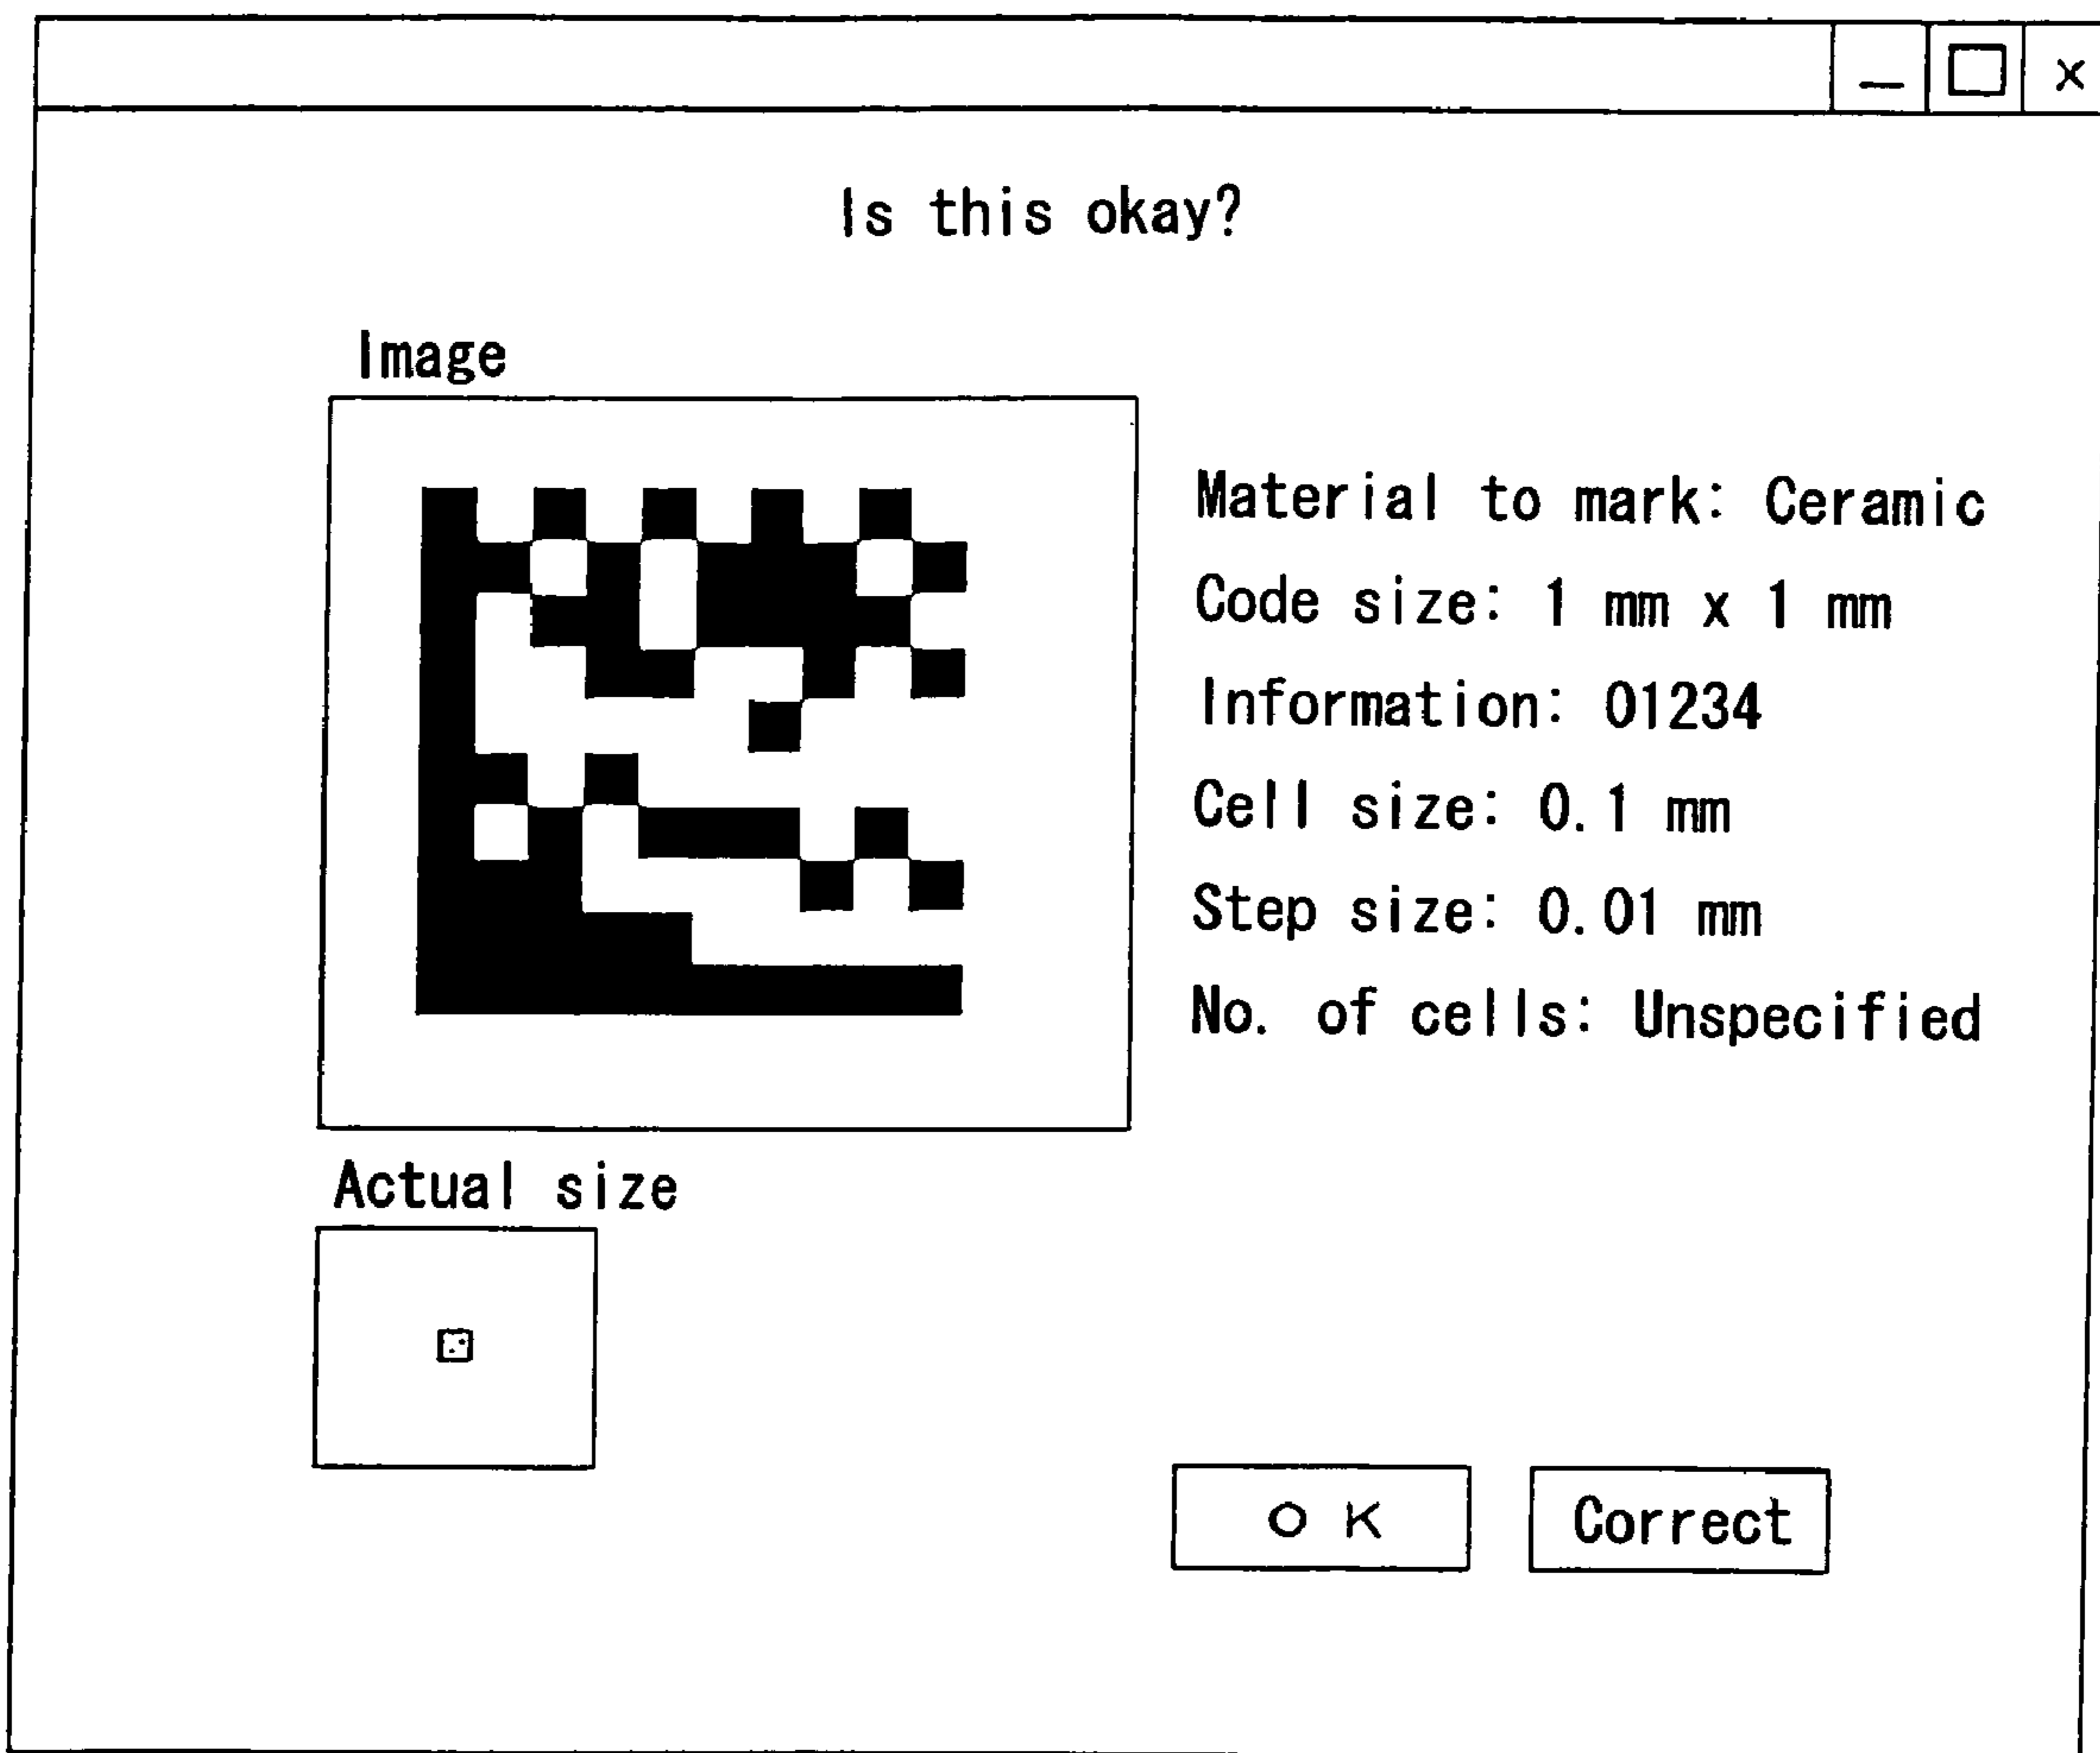 Is this okay?
Image
Material to mark: Ceramic
Code size: 1 mm x 1 mm
Information: 01234
Cell size: 0.1 mm
Step size: 0.01 mm
No. of cells: Unspecified
Actual size
OK
Correct